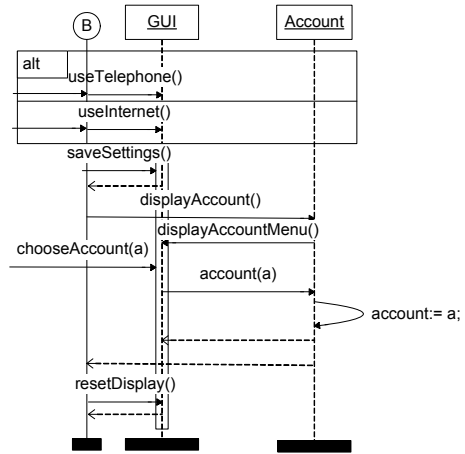 B
GUI
Account
alt
useTelephone()
useInternet()
saveSettings()
displayAccount()
displayAccountMenu()
chooseAccount(a)
account(a)
account:= a;
resetDisplay()